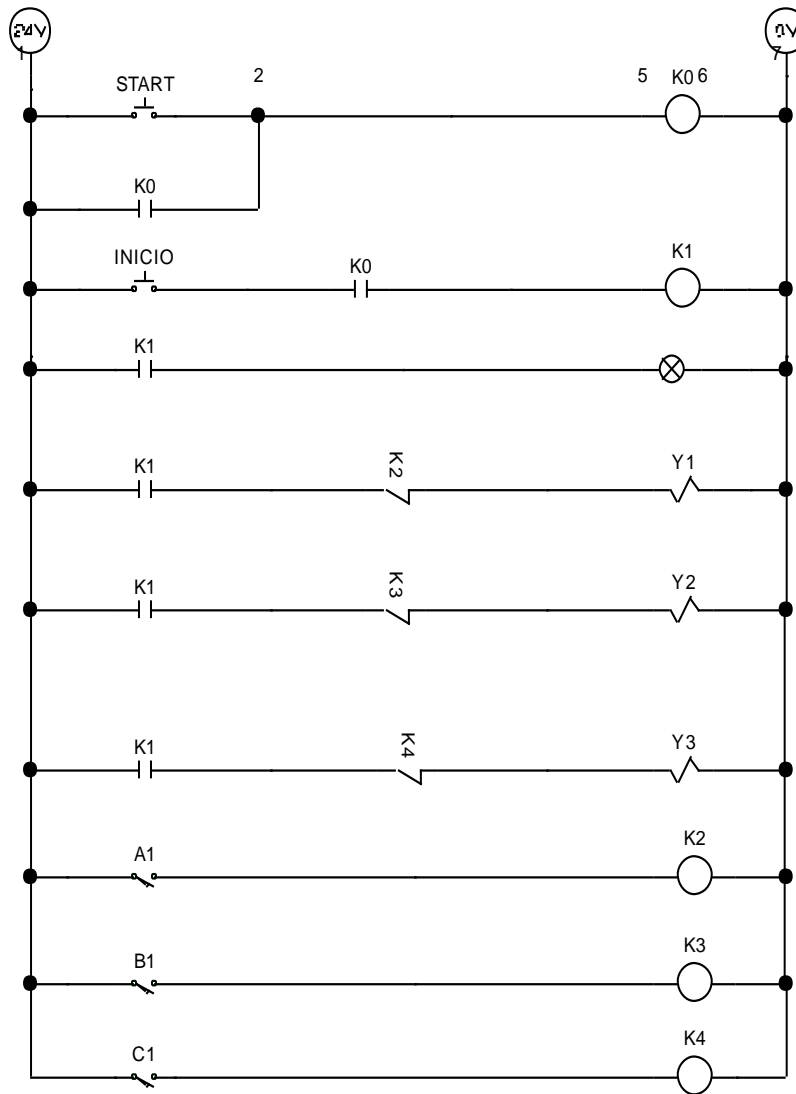 24V 0V
1 7
2 5 K0 6
START
K0
INICIO K0 K1
K1
K1 K2 Y1
K1 K3 Y2
K1 K4 Y3
A1 K2
B1 K3
C1 K4